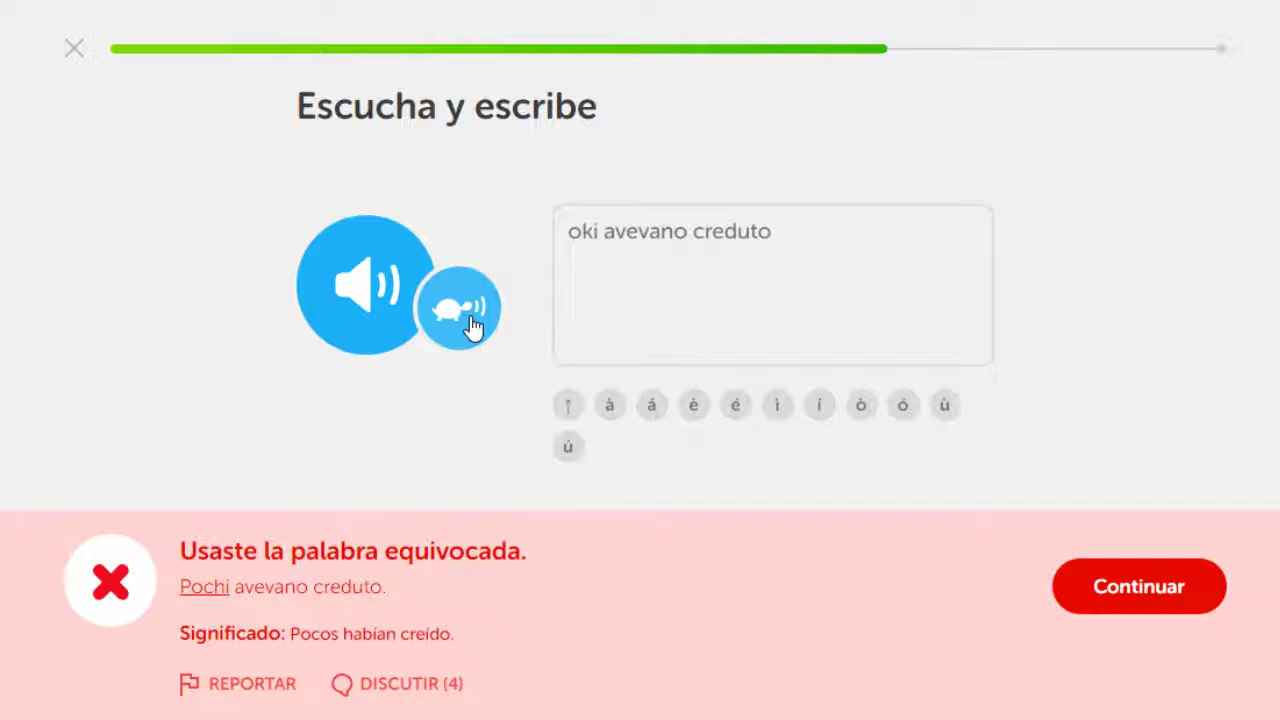 Escucha y escribe
oki avevano creduto
↑ à á è é ì í ò ó ù
ú
Usaste la palabra equivocada.
Pochi avevano creduto.
Significado: Pocos habían creído.
REPORTAR DISCUTIR (4)
Continuar